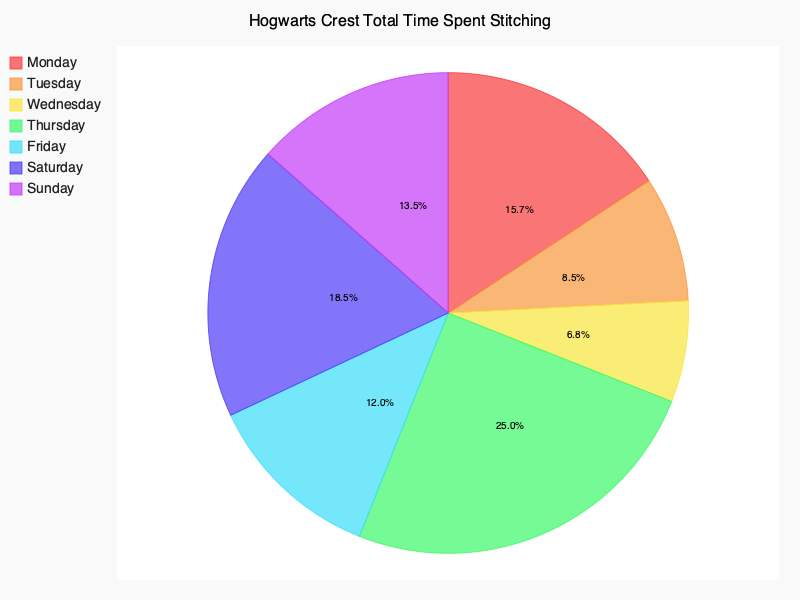 Hogwarts Crest Total Time Spent Stitching
Monday
Tuesday
Wednesday
Thursday
Friday
Saturday
Sunday
13.5%
15.7%
8.5%
18.5%
6.8%
12.0%
25.0%